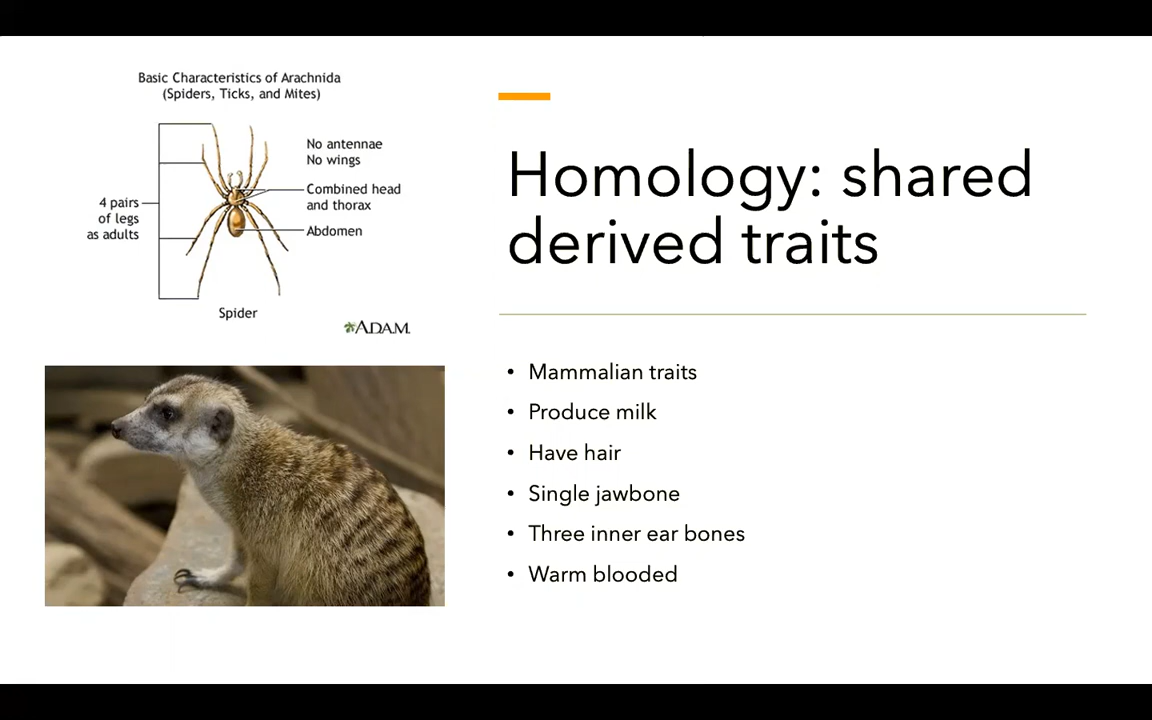 Basic Characteristics of Arachnida
(Spiders, Ticks, and Mites)
No antennae
No wings
Combined head
and thorax
4 pairs
of legs
as adults
Abdomen
Spider
ADAM.
Homology: shared
derived traits
• Mammalian traits
• Produce milk
• Have hair
• Single jawbone
• Three inner ear bones
• Warm blooded